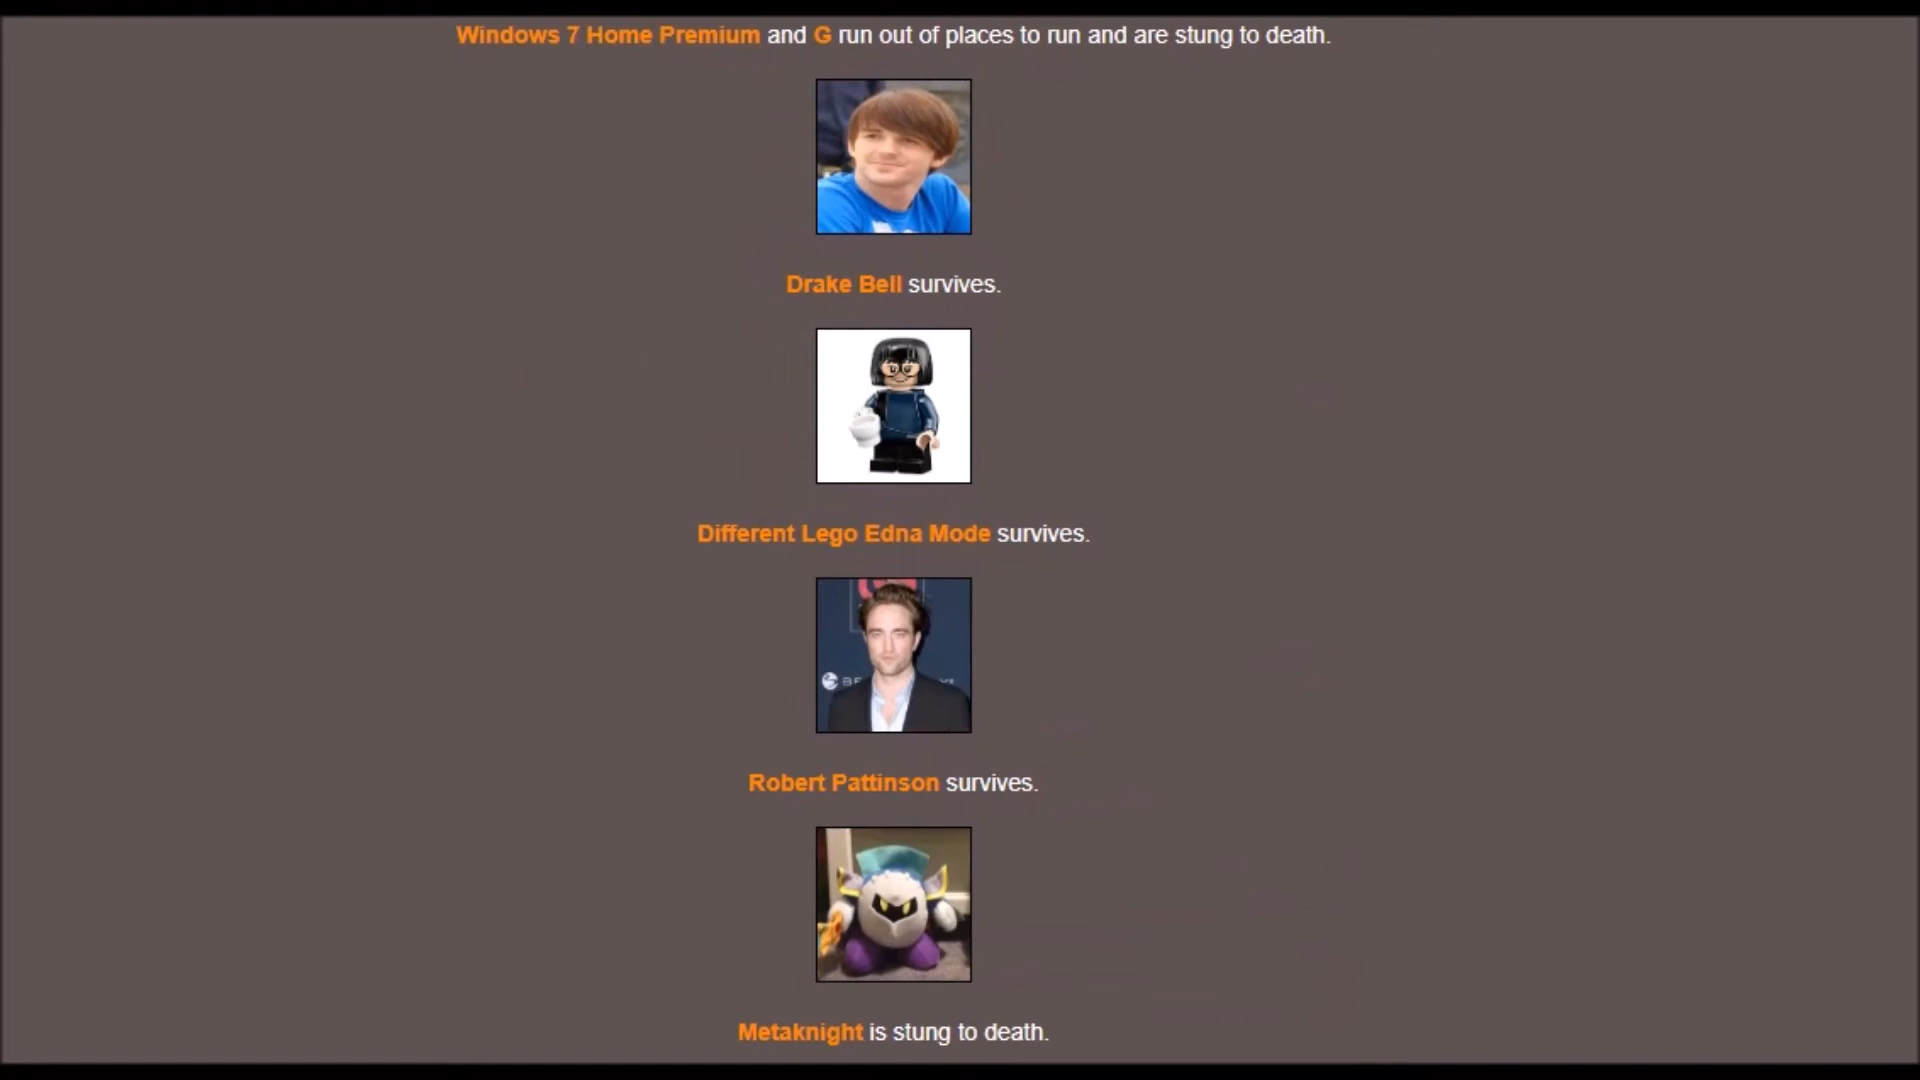 Windows 7 Home Premium and G run out of places to run and are stung to death.
Drake Bell survives.
Different Lego Edna Mode survives.
Robert Pattinson survives.
Metaknight is stung to death.